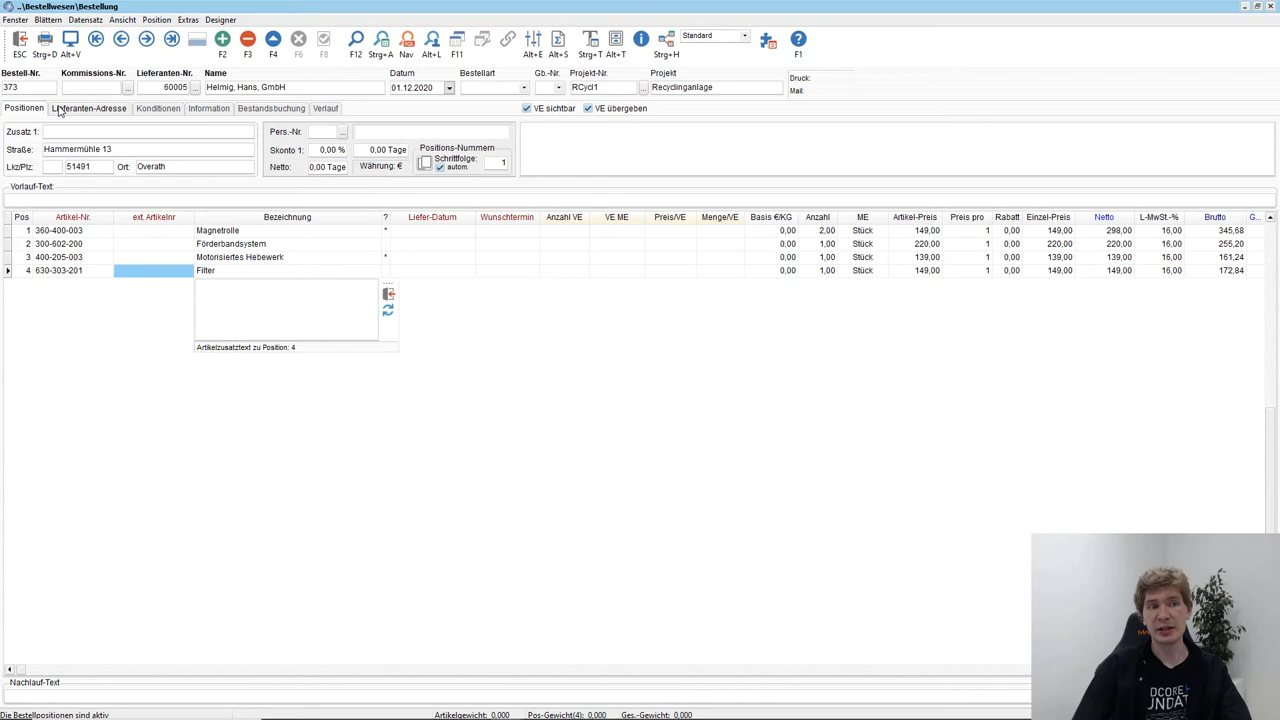 ..\Bestellwesen\Bestellung
Fenster Blättern Datensatz Ansicht Position Extras Designer
Standard
ESC Strg+D Alt+V F2 F3 F4 F6 F8 F12 Strg+A Nav Alt+L F11 Alt+E Alt+S Strg+T Alt+T Strg+H F1
Bestell-Nr. Kommissions-Nr. Lieferanten-Nr. Name Datum Bestellart Gb.-Nr. Projekt-Nr. Projekt Druck:
373 60005 Helmig, Hans, GmbH 01.12.2020 RCycl1 Recyclinganlage Mail:
Positionen Lieferanten-Adresse Konditionen Information Bestandsbuchung Verlauf VE sichtbar VE übergeben
Zusatz 1: Pers.-Nr.
Straße: Hammermühle 13 Skonto 1: 0,00 % 0,00 Tage Positions-Nummern
Schrittfolge: 1
Lkz/Plz: 51491 Ort: Overath Netto: 0,00 Tage Währung: € autom.
Vorlauf-Text:
Pos Artikel-Nr. ext. Artikelnr Bezeichnung ? Liefer-Datum Wunschtermin Anzahl VE VE ME Preis/VE Menge/VE Basis €/KG Anzahl ME Artikel-Preis Preis pro Rabatt Einzel-Preis Netto L-MwSt.-% Brutto G...
1 360-400-003 Magnetrolle * 0,00 2,00 Stück 149,00 1 0,00 149,00 298,00 16,00 345,68
2 300-602-200 Förderbandsystem 0,00 1,00 Stück 220,00 1 0,00 220,00 220,00 16,00 255,20
3 400-205-003 Motorisiertes Hebewerk * 0,00 1,00 Stück 139,00 1 0,00 139,00 139,00 16,00 161,24
4 630-303-201 Filter 0,00 1,00 Stück 149,00 1 0,00 149,00 149,00 16,00 172,84
Artikelzusatztext zu Position: 4
Nachlauf-Text
Die Bestellpositionen sind aktiv Artikelgewicht: 0,000 Pos-Gewicht(4): 0,000 Ges.-Gewicht: 0,000
DCORE
UNDAT